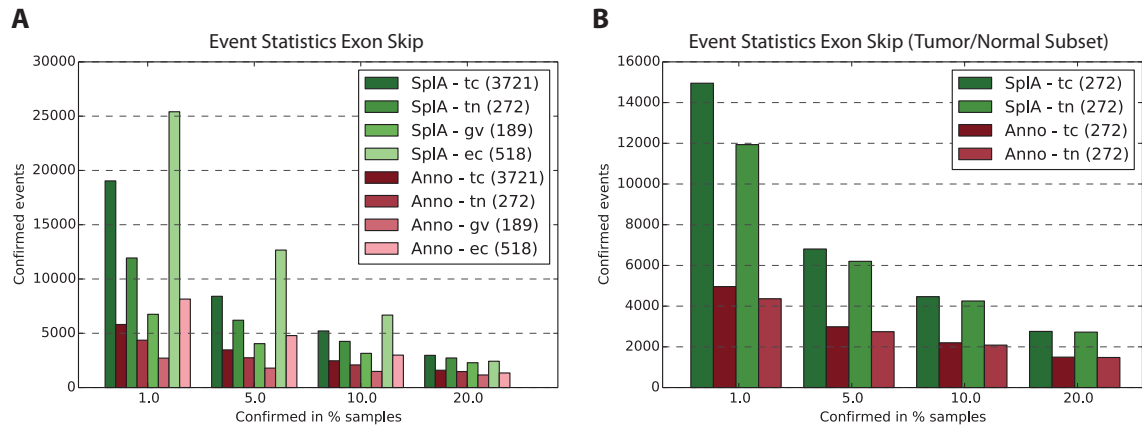 A
Event Statistics Exon Skip
30000
25000
20000
15000
10000
5000
0
Confirmed events
SplA - tc (3721)
SplA - tn (272)
SplA - gv (189)
SplA - ec (518)
Anno - tc (3721)
Anno - tn (272)
Anno - gv (189)
Anno - ec (518)
1.0 5.0 10.0 20.0
Confirmed in % samples
B
Event Statistics Exon Skip (Tumor/Normal Subset)
16000
14000
12000
10000
8000
6000
4000
2000
0
Confirmed events
SplA - tc (272)
SplA - tn (272)
Anno - tc (272)
Anno - tn (272)
1.0 5.0 10.0 20.0
Confirmed in % samples